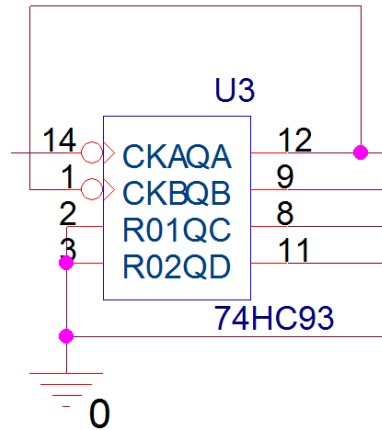 U3
14 CKAQA 12
1 CKBQB 9
2 R01QC 8
3 R02QD 11
74HC93
0